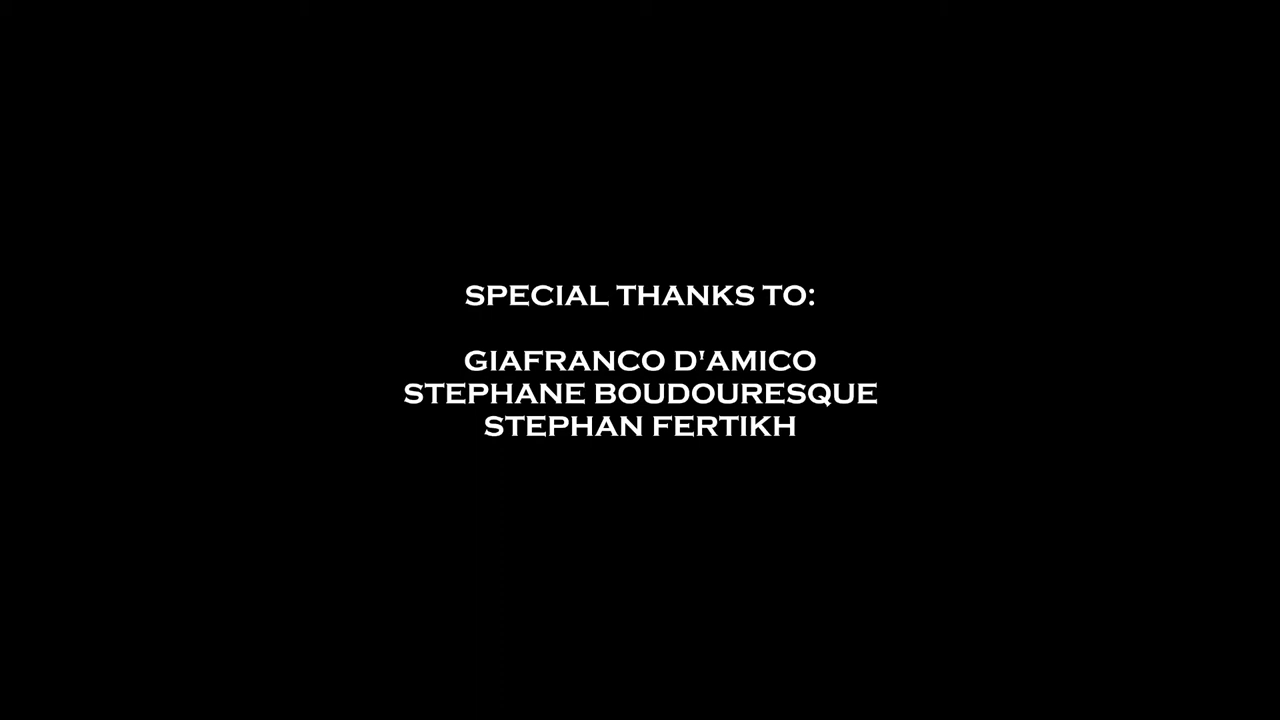 SPECIAL THANKS TO:
GIAFRANCO D'AMICO
STEPHANE BOUDOURESQUE
STEPHAN FERTIKH